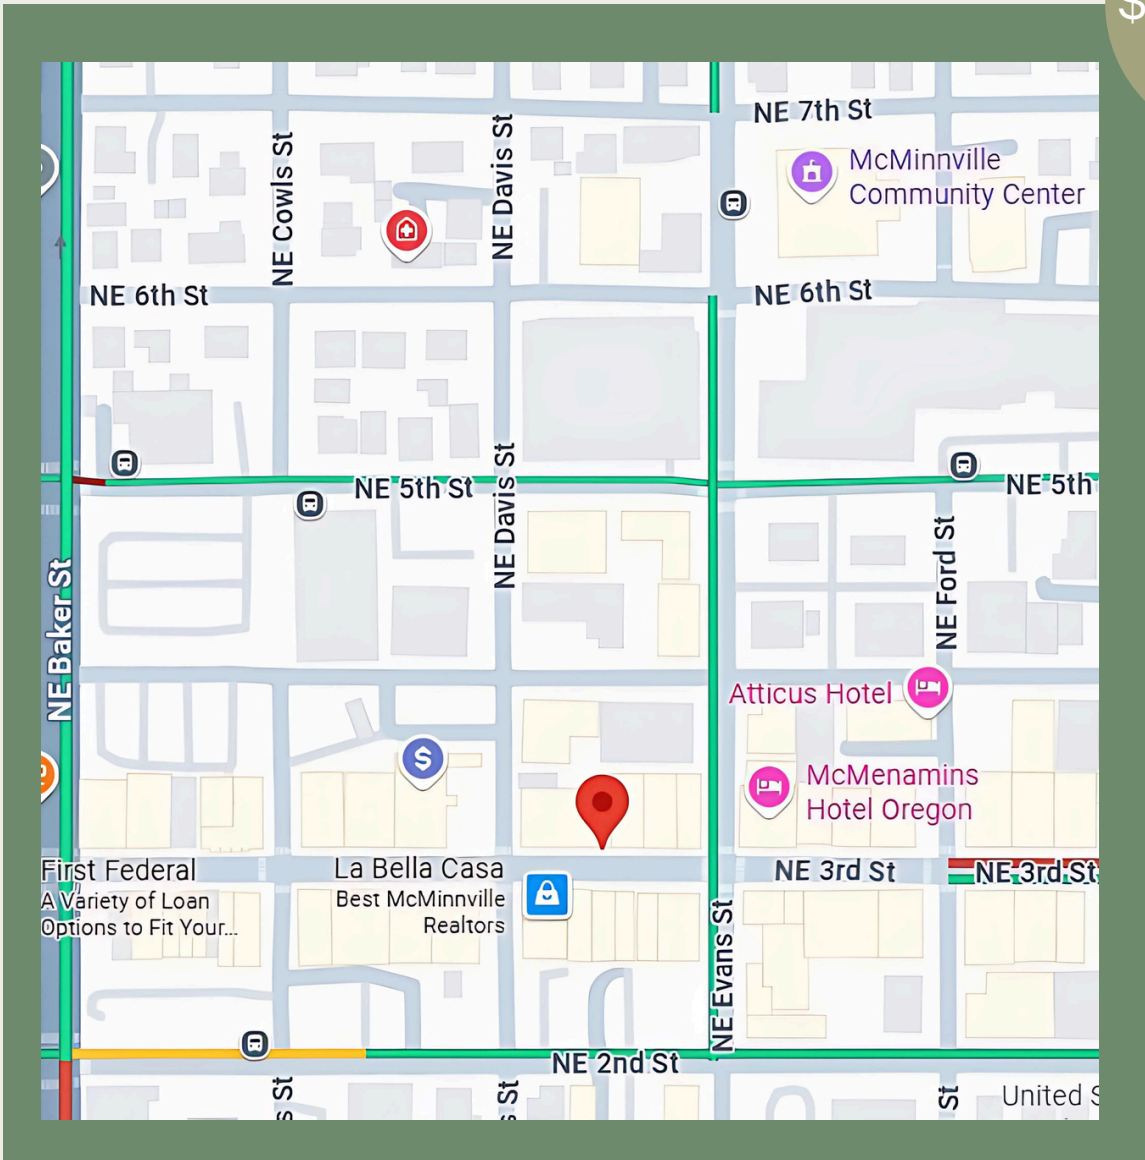 $
NE 7th St
McMinnville
Community Center
NE Cowls St
NE Davis St
NE 6th St
NE 6th St
NE Davis St
NE 5th St
NE 5th
NE Baker St
NE Ford St
Atticus Hotel
$
McMenamins
Hotel Oregon
First Federal
A Variety of Loan
Options to Fit Your...
La Bella Casa
Best McMinnville
Realtors
NE 3rd St
NE 3rd St
NE Evans St
NE 2nd St
s St
s St
St
United S